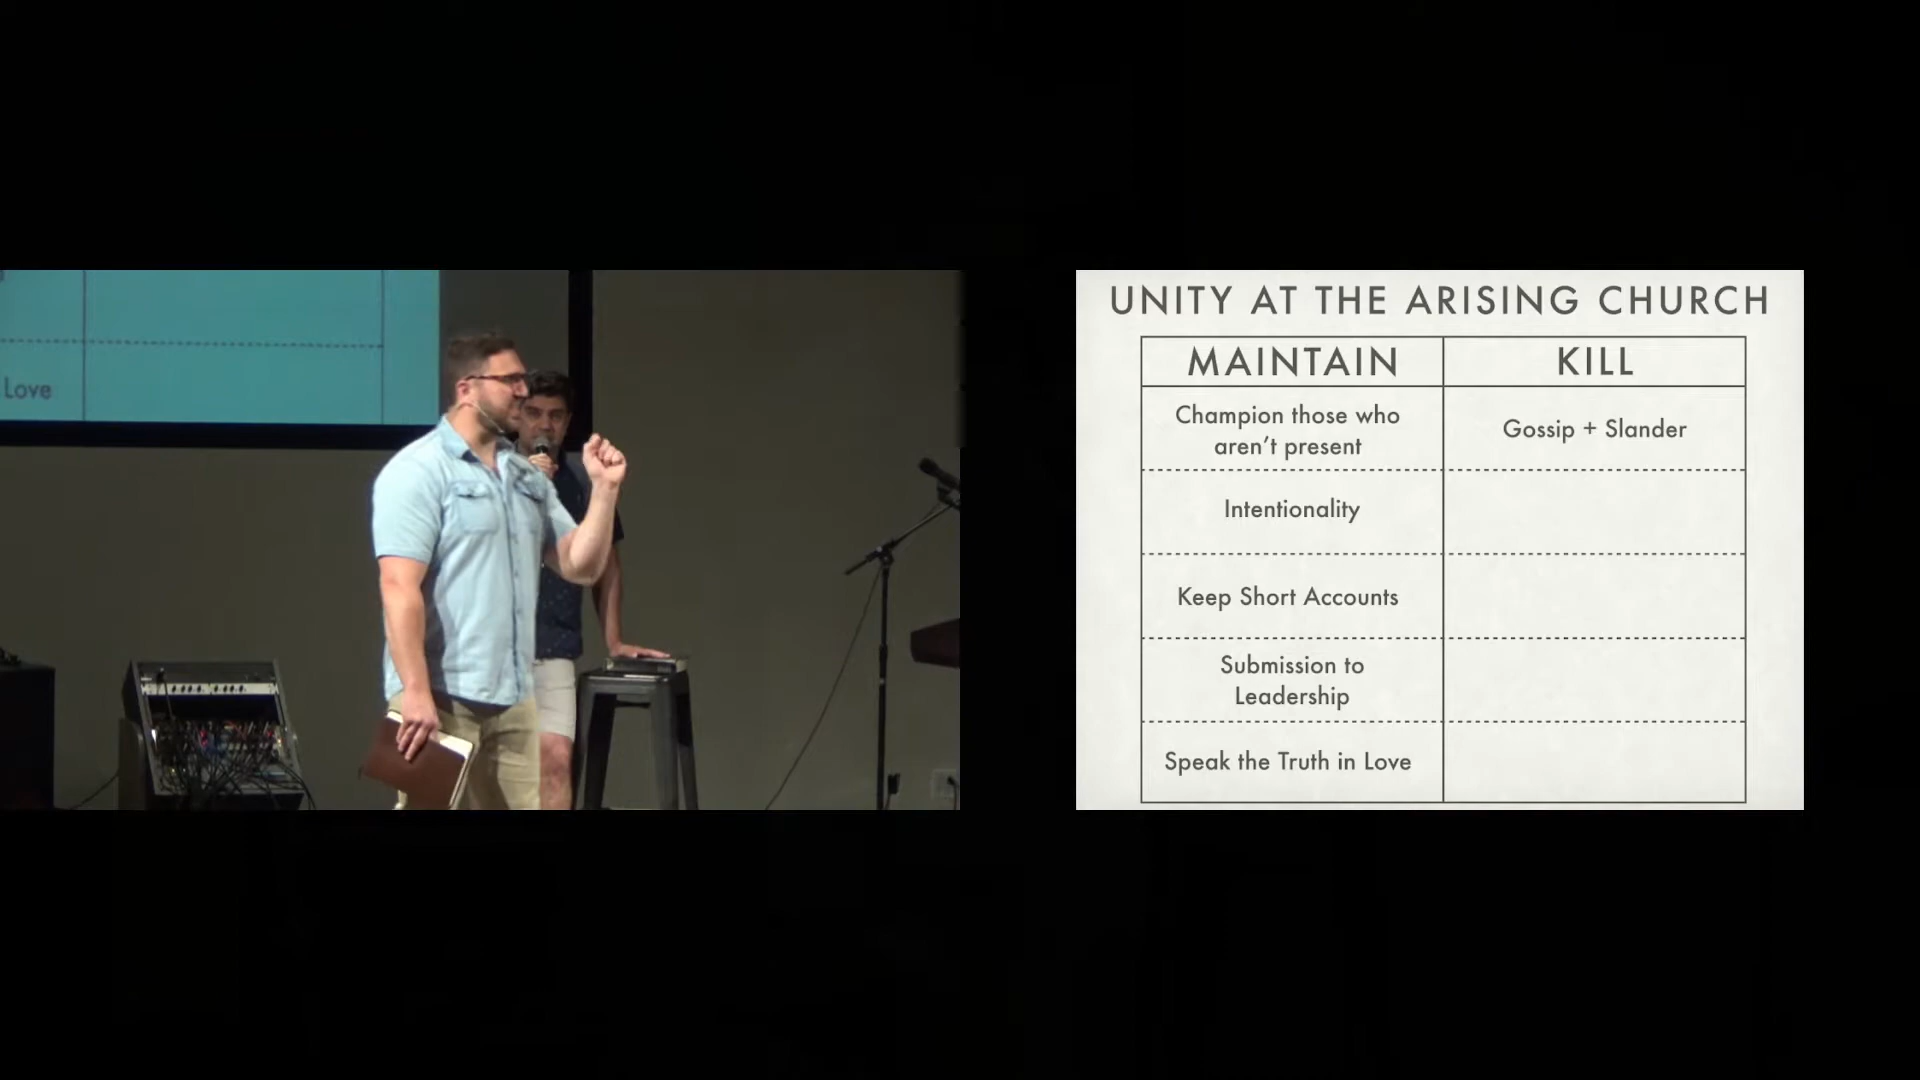 Love
UNITY AT THE ARISING CHURCH
MAINTAIN
KILL
Champion those who
aren't present
Gossip + Slander
Intentionality
Keep Short Accounts
Submission to
Leadership
Speak the Truth in Love